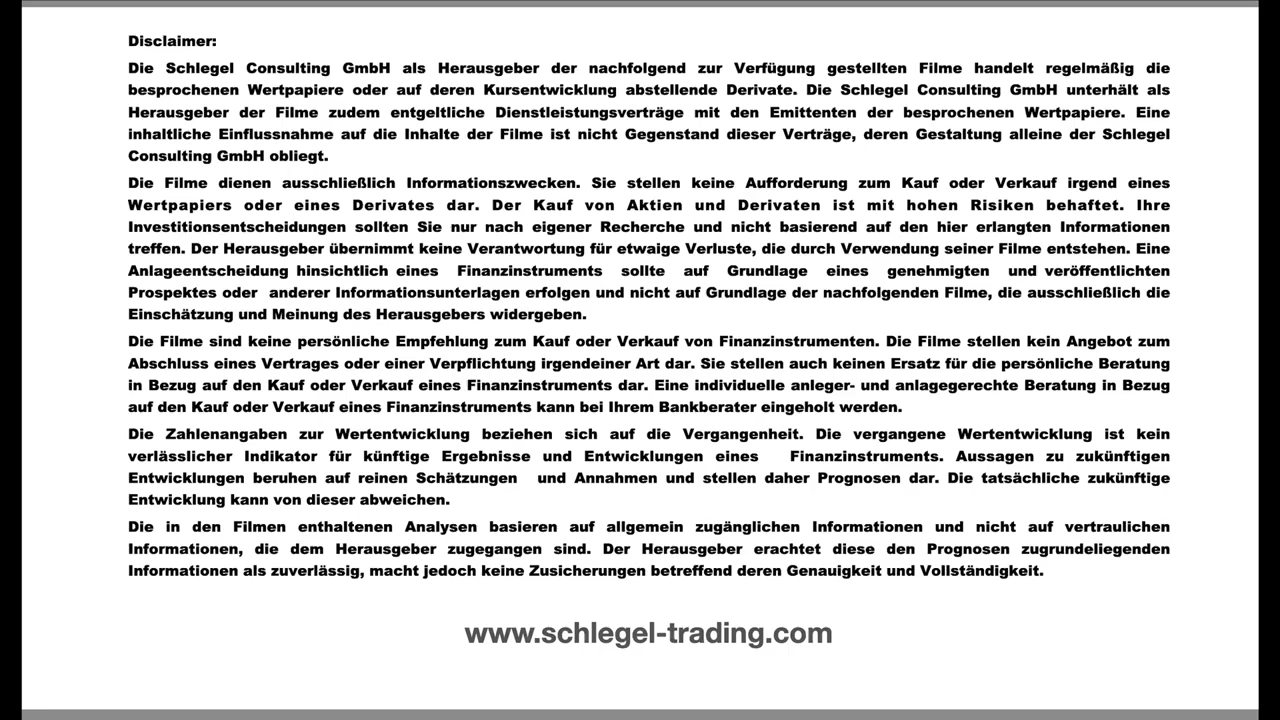 Disclaimer:
Die Schlegel Consulting GmbH als Herausgeber der nachfolgend zur Verfügung gestellten Filme handelt regelmäßig die
besprochenen Wertpapiere oder auf deren Kursentwicklung abstellende Derivate. Die Schlegel Consulting GmbH unterhält als
Herausgeber der Filme zudem entgeltliche Dienstleistungsverträge mit den Emittenten der besprochenen Wertpapiere. Eine
inhaltliche Einflussnahme auf die Inhalte der Filme ist nicht Gegenstand dieser Verträge, deren Gestaltung alleine der Schlegel
Consulting GmbH obliegt.
Die Filme dienen ausschließlich Informationszwecken. Sie stellen keine Aufforderung zum Kauf oder Verkauf irgend eines
Wertpapiers oder eines Derivates dar. Der Kauf von Aktien und Derivaten ist mit hohen Risiken behaftet. Ihre
Investitionsentscheidungen sollten Sie nur nach eigener Recherche und nicht basierend auf den hier erlangten Informationen
treffen. Der Herausgeber übernimmt keine Verantwortung für etwaige Verluste, die durch Verwendung seiner Filme entstehen. Eine
Anlageentscheidung hinsichtlich eines Finanzinstruments sollte auf Grundlage eines genehmigten und veröffentlichten
Prospektes oder anderer Informationsunterlagen erfolgen und nicht auf Grundlage der nachfolgenden Filme, die ausschließlich die
Einschätzung und Meinung des Herausgebers widergeben.
Die Filme sind keine persönliche Empfehlung zum Kauf oder Verkauf von Finanzinstrumenten. Die Filme stellen kein Angebot zum
Abschluss eines Vertrages oder einer Verpflichtung irgendeiner Art dar. Sie stellen auch keinen Ersatz für die persönliche Beratung
in Bezug auf den Kauf oder Verkauf eines Finanzinstruments dar. Eine individuelle anleger- und anlagegerechte Beratung in Bezug
auf den Kauf oder Verkauf eines Finanzinstruments kann bei Ihrem Bankberater eingeholt werden.
Die Zahlenangaben zur Wertentwicklung beziehen sich auf die Vergangenheit. Die vergangene Wertentwicklung ist kein
verlässlicher Indikator für künftige Ergebnisse und Entwicklungen eines Finanzinstruments. Aussagen zu zukünftigen
Entwicklungen beruhen auf reinen Schätzungen und Annahmen und stellen daher Prognosen dar. Die tatsächliche zukünftige
Entwicklung kann von dieser abweichen.
Die in den Filmen enthaltenen Analysen basieren auf allgemein zugänglichen Informationen und nicht auf vertraulichen
Informationen, die dem Herausgeber zugegangen sind. Der Herausgeber erachtet diese den Prognosen zugrundeliegenden
Informationen als zuverlässig, macht jedoch keine Zusicherungen betreffend deren Genauigkeit und Vollständigkeit.
www.schlegel-trading.com